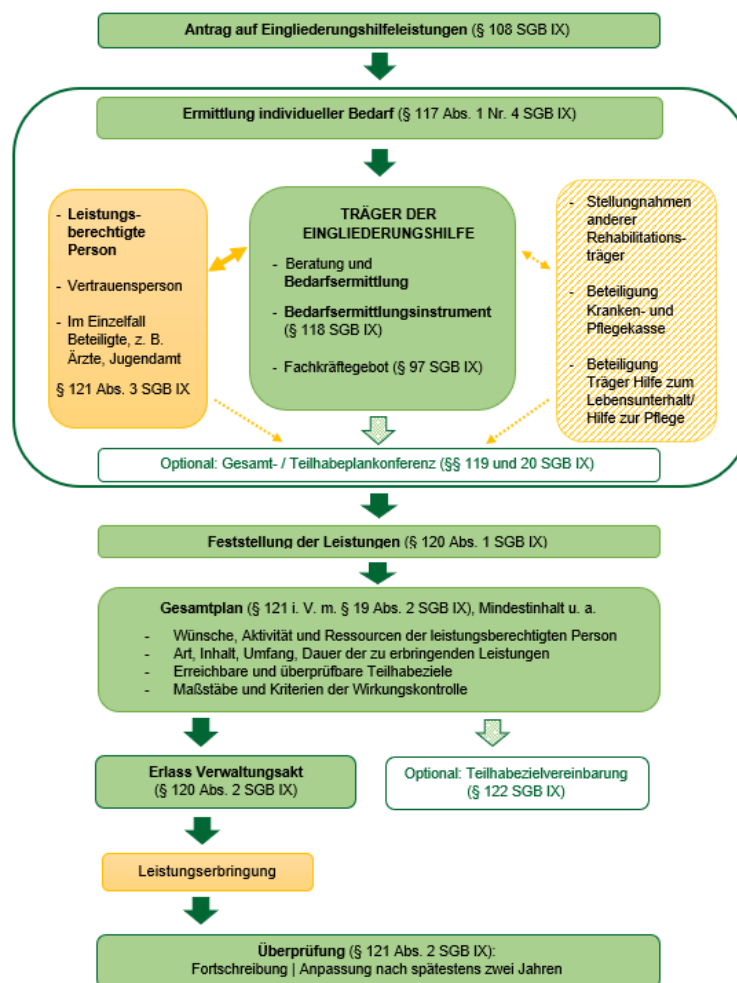 Antrag auf Eingliederungshilfeleistungen (§ 108 SGB IX)
Ermittlung individueller Bedarf (§ 117 Abs. 1 Nr. 4 SGB IX)
- Leistungs-
berechtigte
Person
- Vertrauensperson
- Im Einzelfall
Beteiligte, z. B.
Ärzte, Jugendamt
§ 121 Abs. 3 SGB IX
TRÄGER DER
EINGLIEDERUNGSHILFE
- Beratung und
Bedarfsermittlung
- Bedarfsermittlungsinstrument
(§ 118 SGB IX)
- Fachkräftegebot (§ 97 SGB IX)
- Stellungnahmen
anderer
Rehabilitations-
träger
- Beteiligung
Kranken- und
Pflegekasse
- Beteiligung
Träger Hilfe zum
Lebensunterhalt/
Hilfe zur Pflege
Optional: Gesamt- / Teilhabeplankonferenz (§§ 119 und 20 SGB IX)
Feststellung der Leistungen (§ 120 Abs. 1 SGB IX)
Gesamtplan (§ 121 i. V. m. § 19 Abs. 2 SGB IX), Mindestinhalt u. a.
- Wünsche, Aktivität und Ressourcen der leistungsberechtigten Person
- Art, Inhalt, Umfang, Dauer der zu erbringenden Leistungen
- Erreichbare und überprüfbare Teilhabeziele
- Maßstäbe und Kriterien der Wirkungskontrolle
Erlass Verwaltungsakt
(§ 120 Abs. 2 SGB IX)
Optional: Teilhabezielvereinbarung
(§ 122 SGB IX)
Leistungserbringung
Überprüfung (§ 121 Abs. 2 SGB IX):
Fortschreibung | Anpassung nach spätestens zwei Jahren